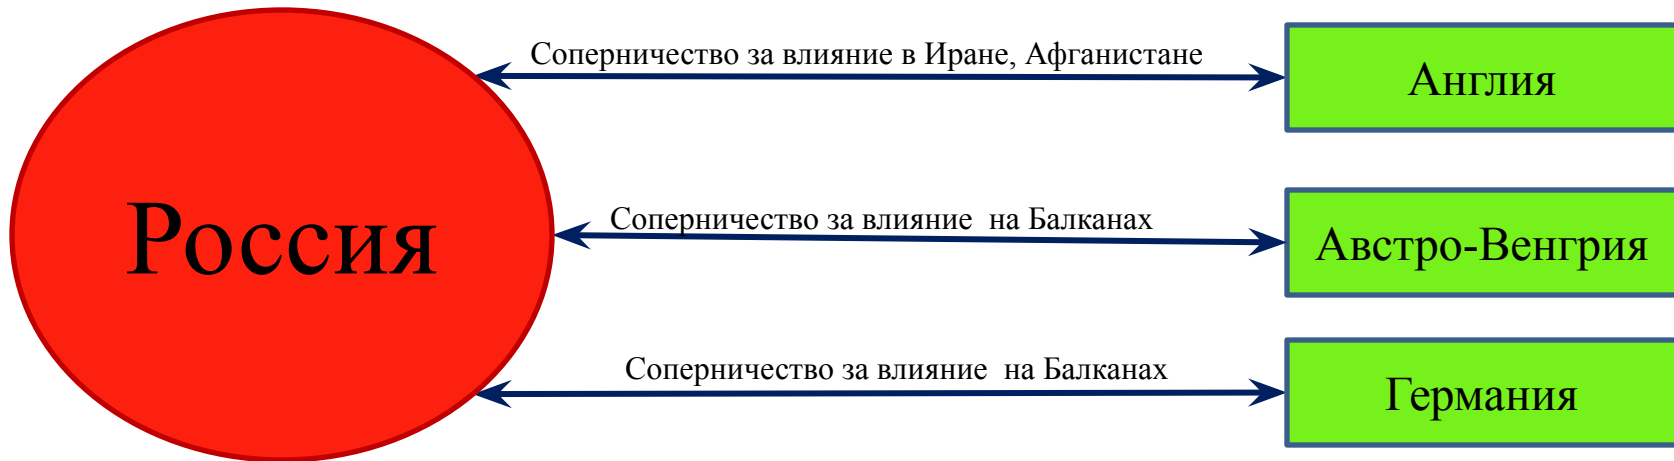 Соперничество за влияние в Иране, Афганистане
Англия
Россия
Соперничество за влияние на Балканах
Австро-Венгрия
Соперничество за влияние на Балканах
Германия